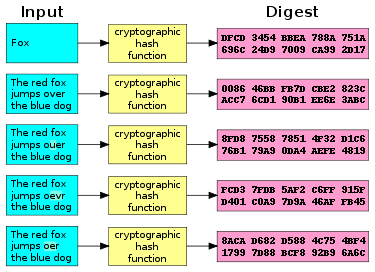 Input
Digest
Fox
cryptographic
hash
function
DFCD 3454 BBEA 788A 751A
696C 24D9 7009 CA99 2D17
The red fox
jumps over
the blue dog
cryptographic
hash
function
0086 46BB FB7D CBE2 823C
ACC7 6CD1 90B1 EE6E 3ABC
The red fox
jumps ouer
the blue dog
cryptographic
hash
function
8FD8 7558 7851 4F32 D1C6
76B1 79A9 0DA4 AEFE 4819
The red fox
jumps oevr
the blue dog
cryptographic
hash
function
FCD3 7FDB 5AF2 C6FF 915F
D401 C0A9 7D9A 46AF FB45
The red fox
jumps oer
the blue dog
cryptographic
hash
function
8ACA D682 D588 4C75 4BF4
1799 7D88 BCF8 92B9 6A6C